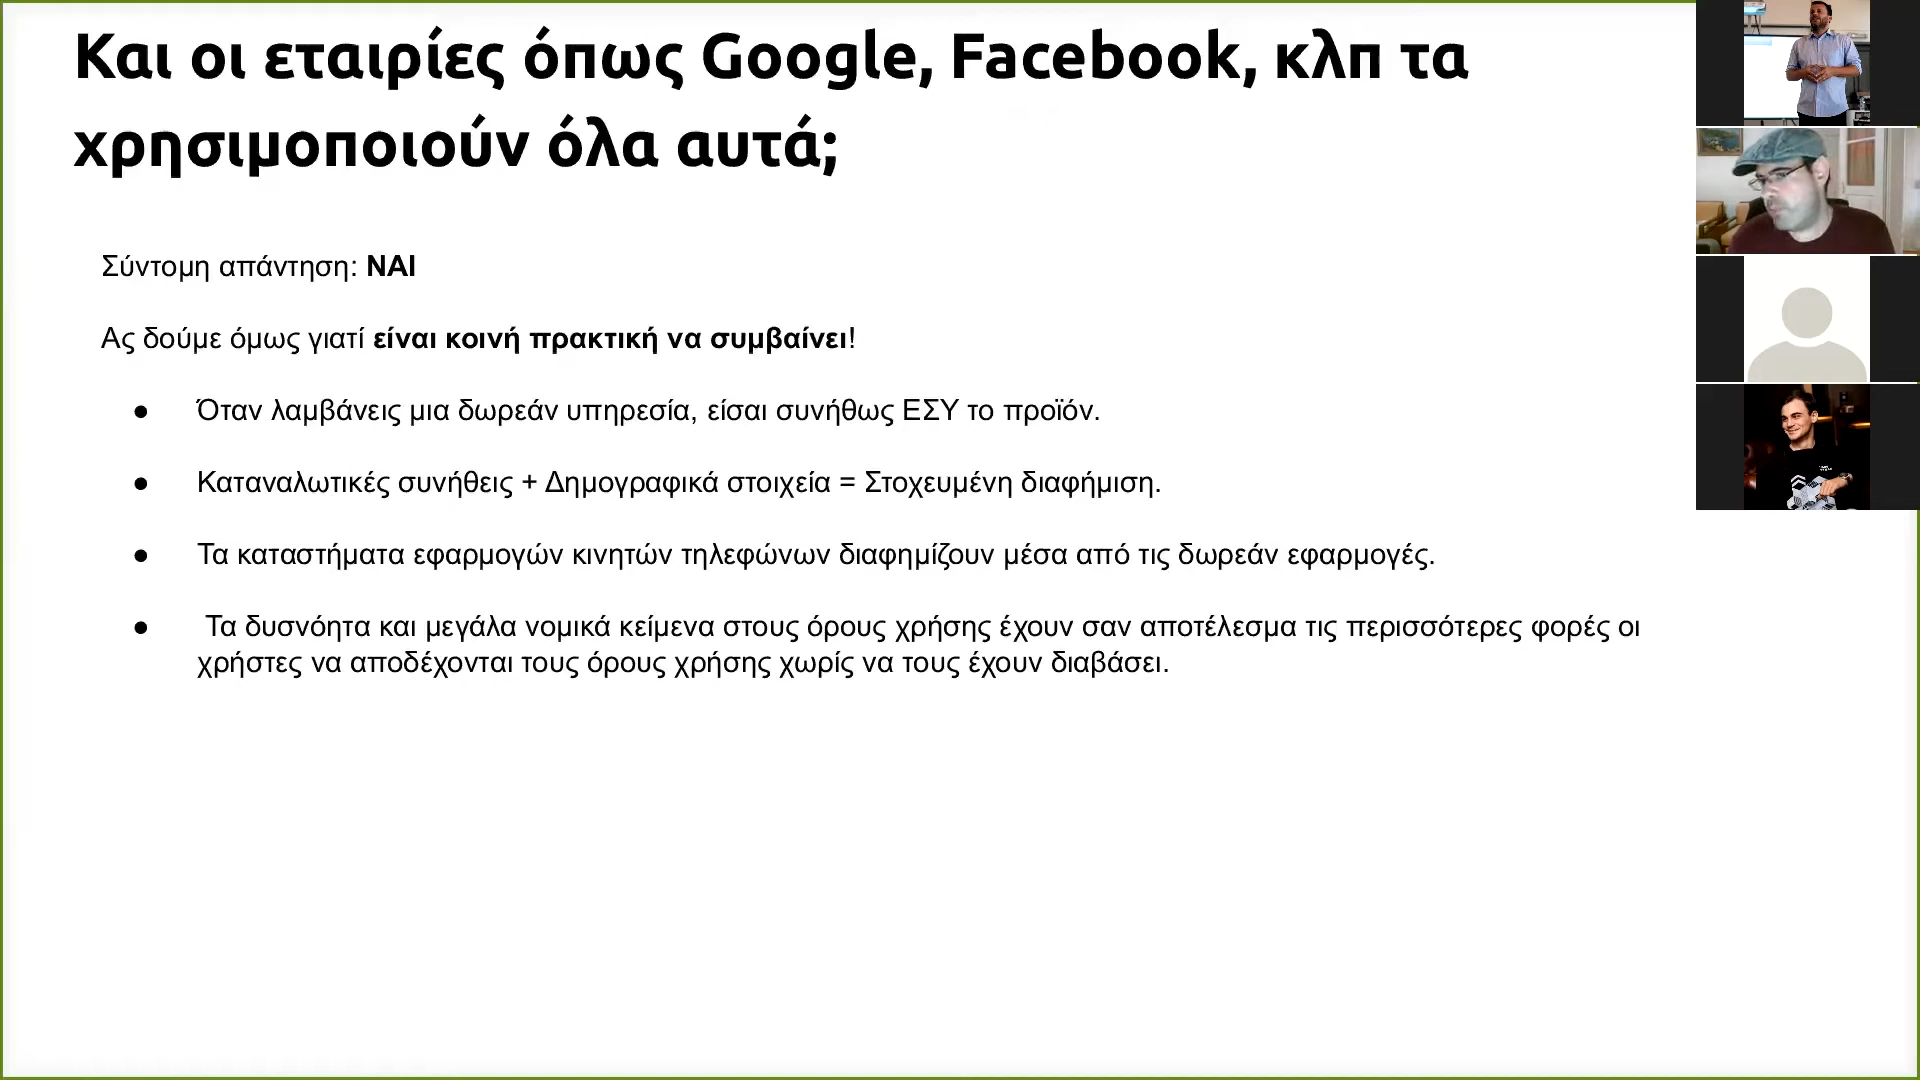 Και οι εταιρίες όπως Google, Facebook, κλπ τα
χρησιμοποιούν όλα αυτά;
Σύντομη απάντηση: ΝΑΙ
Ας δούμε όμως γιατί είναι κοινή πρακτική να συμβαίνει!
● Όταν λαμβάνεις μια δωρεάν υπηρεσία, είσαι συνήθως ΕΣΥ το προϊόν.
● Καταναλωτικές συνήθεις + Δημογραφικά στοιχεία = Στοχευμένη διαφήμιση.
● Τα καταστήματα εφαρμογών κινητών τηλεφώνων διαφημίζουν μέσα από τις δωρεάν εφαρμογές.
● Τα δυσνόητα και μεγάλα νομικά κείμενα στους όρους χρήσης έχουν σαν αποτέλεσμα τις περισσότερες φορές οι
χρήστες να αποδέχονται τους όρους χρήσης χωρίς να τους έχουν διαβάσει.